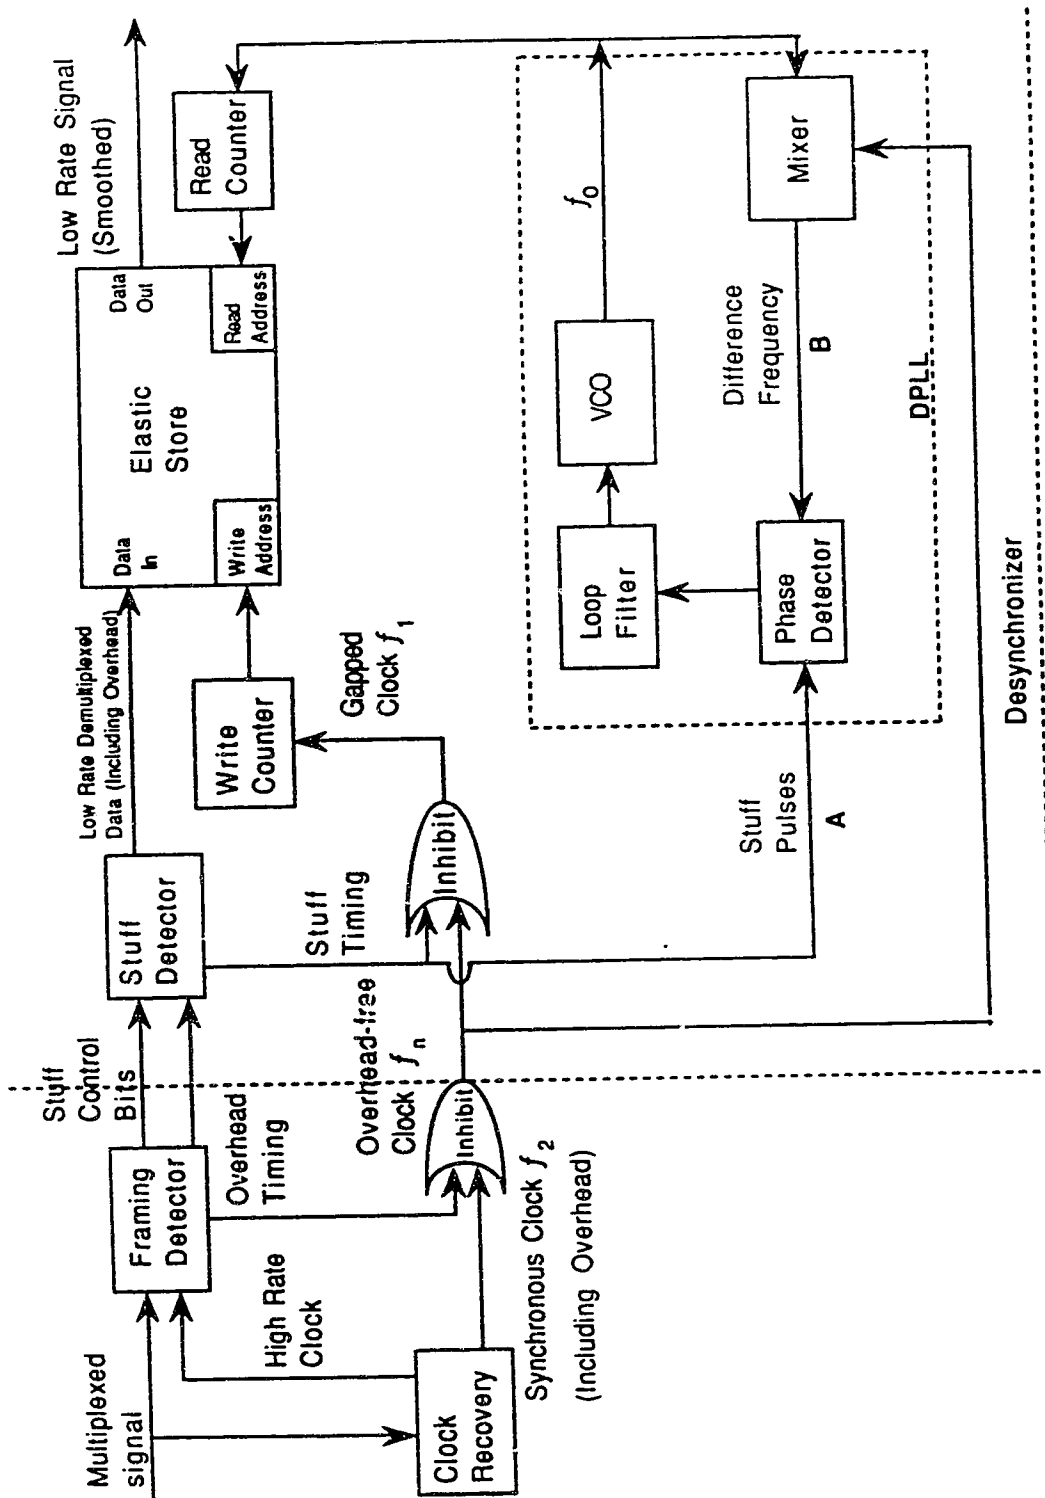 Multiplexed
signal
Clock
Recovery
High Rate
Clock
Framing
Detector
Overhead
Timing
Synchronous Clock f2
(Including Overhead)
Inhibit
Stuff
Control
Bits
Overhead-free
Clock fn
Stuff
Detector
Stuff
Timing
Inhibit
Low Rate Demultiplexed
Data (Including Overhead)
Write
Counter
Gapped
Clock f1
Data
In
Write
Address
Elastic
Store
Data
Out
Read
Address
Low Rate Signal
(Smoothed)
Read
Counter
Stuff
Pulses
A
Phase
Detector
Loop
Filter
VCO
f0
Difference
Frequency
B
Mixer
DPLL
Desynchronizer